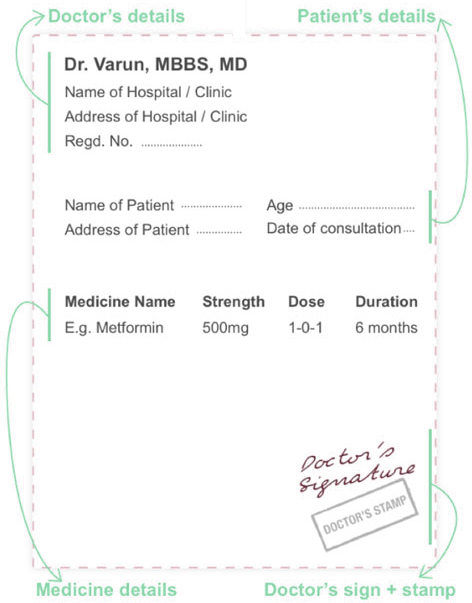 Doctor's details
Patient's details
Dr. Varun, MBBS, MD
Name of Hospital / Clinic
Address of Hospital / Clinic
Regd. No. ....................
Name of Patient .................... Age ......................................
Address of Patient ............... Date of consultation....
Medicine Name Strength Dose Duration
E.g. Metformin 500mg 1-0-1 6 months
Doctor's
Signature
DOCTOR'S STAMP
Medicine details
Doctor's sign + stamp